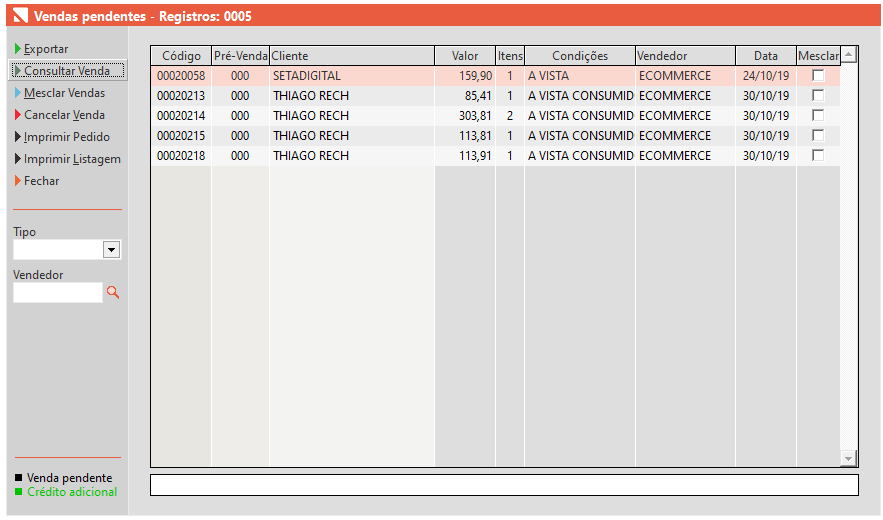 Vendas pendentes - Registros: 0005
Exportar
Consultar Venda
Mesclar Vendas
Cancelar Venda
Imprimir Pedido
Imprimir Listagem
Fechar
Tipo
Vendedor
Venda pendente
Crédito adicional
Código Pré-Venda Cliente Valor Itens Condições Vendedor Data Mesclar
00020058 000 SETADIGITAL 159,90 1 A VISTA ECOMMERCE 24/10/19
00020213 000 THIAGO RECH 85,41 1 A VISTA CONSUMID ECOMMERCE 30/10/19
00020214 000 THIAGO RECH 303,81 2 A VISTA CONSUMID ECOMMERCE 30/10/19
00020215 000 THIAGO RECH 113,81 1 A VISTA CONSUMID ECOMMERCE 30/10/19
00020218 000 THIAGO RECH 113,91 1 A VISTA CONSUMID ECOMMERCE 30/10/19